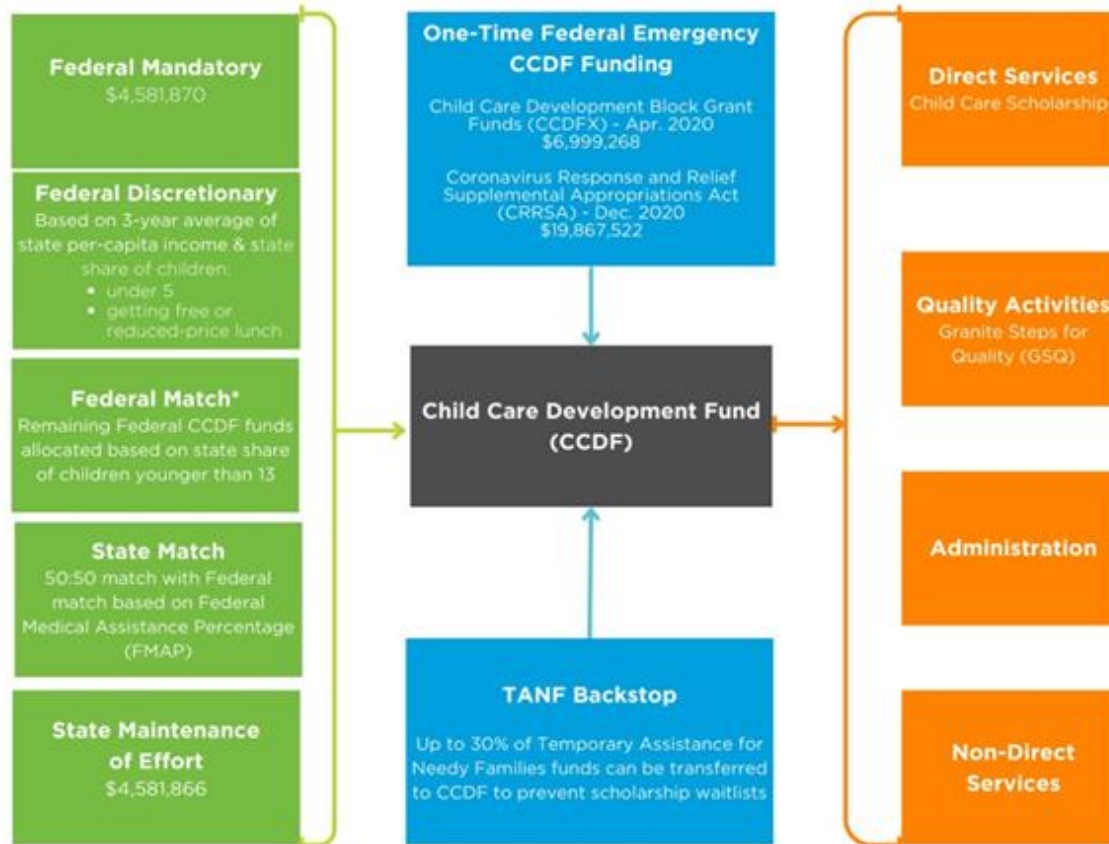 Federal Mandatory
$4,581,870
Federal Discretionary
Based on 3-year average of
state per-capita income & state
share of children:
• under 5
• getting free or
reduced-price lunch
Federal Match*
Remaining Federal CCDF funds
allocated based on state share
of children younger than 13
State Match
50:50 match with Federal
match based on Federal
Medical Assistance Percentage
(FMAP)
State Maintenance
of Effort
$4,581,866
One-Time Federal Emergency
CCDF Funding
Child Care Development Block Grant
Funds (CCDFX) - Apr. 2020
$6,999,268
Coronavirus Response and Relief
Supplemental Appropriations Act
(CRRSA) - Dec. 2020
$19,867,522
Child Care Development Fund
(CCDF)
TANF Backstop
Up to 30% of Temporary Assistance for
Needy Families funds can be transferred
to CCDF to prevent scholarship waitlists
Direct Services
Child Care Scholarship
Quality Activities
Granite Steps for
Quality (GSQ)
Administration
Non-Direct
Services